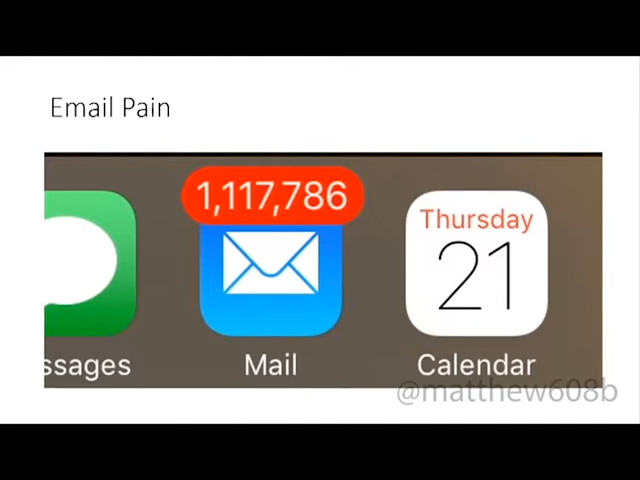 Email Pain
1,117,786
Thursday
21
ssages
Mail
Calendar
@matthew608b